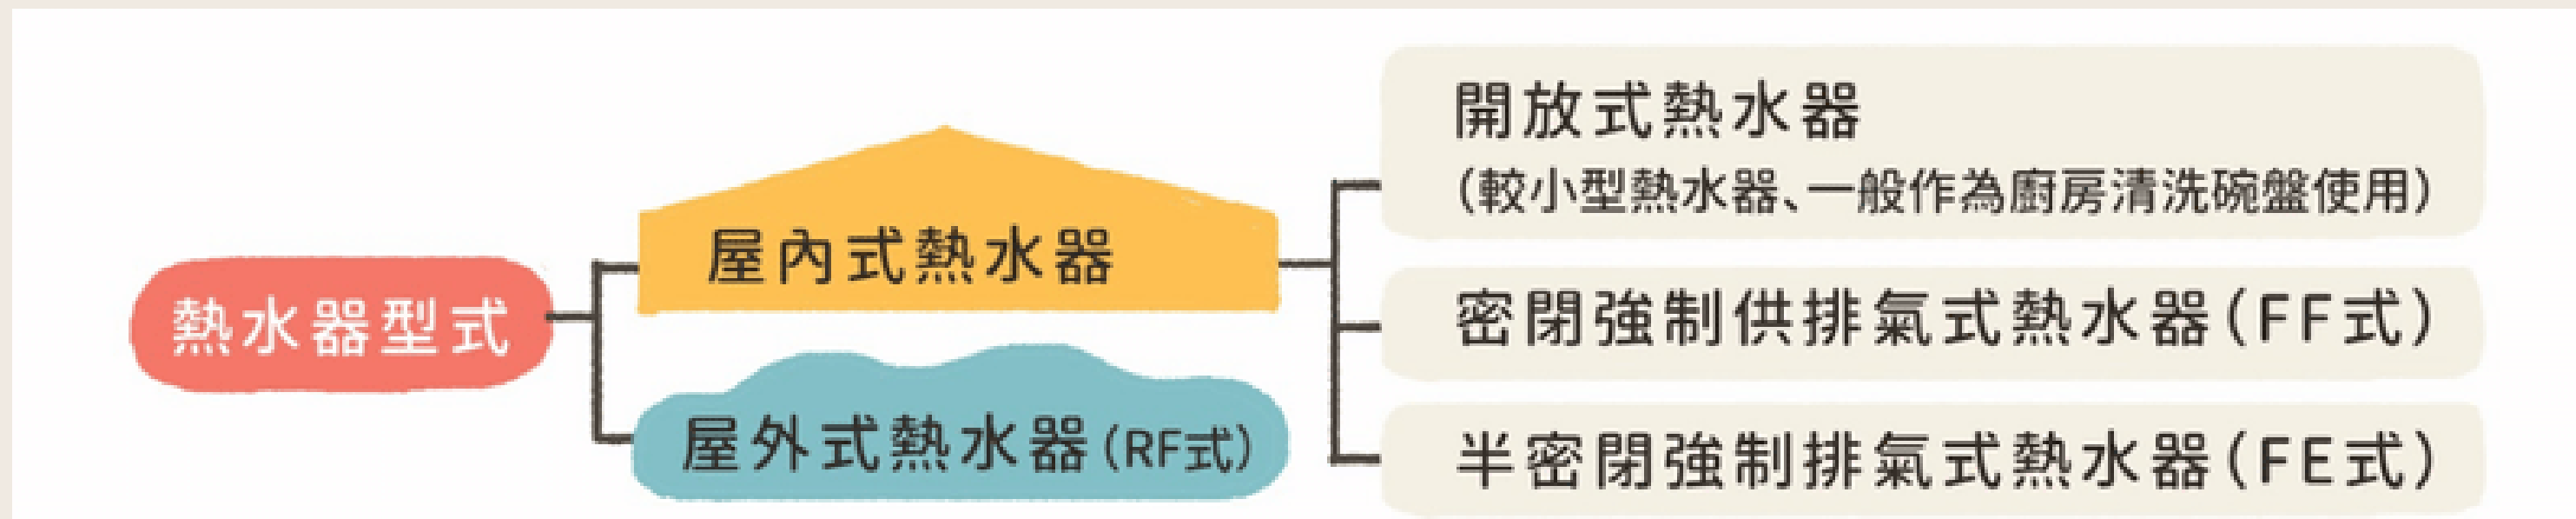 熱水器型式
屋內式熱水器
屋外式熱水器(RF式)
開放式熱水器
(較小型熱水器、一般作為廚房清洗碗盤使用)
密閉強制供排氣式熱水器(FF式)
半密閉強制排氣式熱水器(FE式)